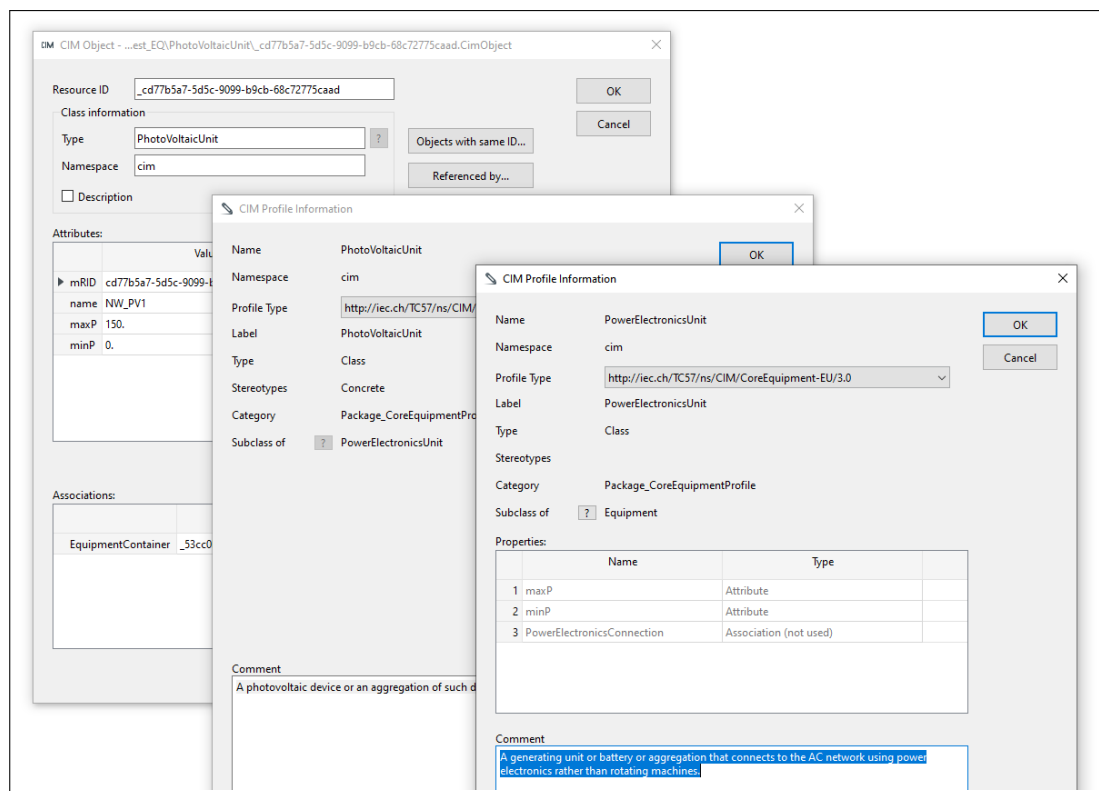 CIM CIM Object - ...est_EQ\PhotoVoltaicUnit\_cd77b5a7-5d5c-9099-b9cb-68c72775caad.CimObject
Resource ID _cd77b5a7-5d5c-9099-b9cb-68c72775caad
OK
Cancel
Class information
Type PhotoVoltaicUnit ?
Namespace cim
Description
Objects with same ID...
Referenced by...
Attributes:
mRID cd77b5a7-5d5c-9099-b
name NW_PV1
maxP 150.
minP 0.
Associations:
EquipmentContainer _53cc0
CIM Profile Information
Name PhotoVoltaicUnit
OK
Namespace cim
Profile Type http://iec.ch/TC57/ns/CIM/
Label PhotoVoltaicUnit
Type Class
Stereotypes Concrete
Category Package_CoreEquipmentPro
Subclass of ? PowerElectronicsUnit
Comment
A photovoltaic device or an aggregation of such d
CIM Profile Information
Name PowerElectronicsUnit
OK
Namespace cim
Cancel
Profile Type http://iec.ch/TC57/ns/CIM/CoreEquipment-EU/3.0
Label PowerElectronicsUnit
Type Class
Stereotypes
Category Package_CoreEquipmentProfile
Subclass of ? Equipment
Properties:
Name Type
1 maxP Attribute
2 minP Attribute
3 PowerElectronicsConnection Association (not used)
Comment
A generating unit or battery or aggregation that connects to the AC network using power
electronics rather than rotating machines.